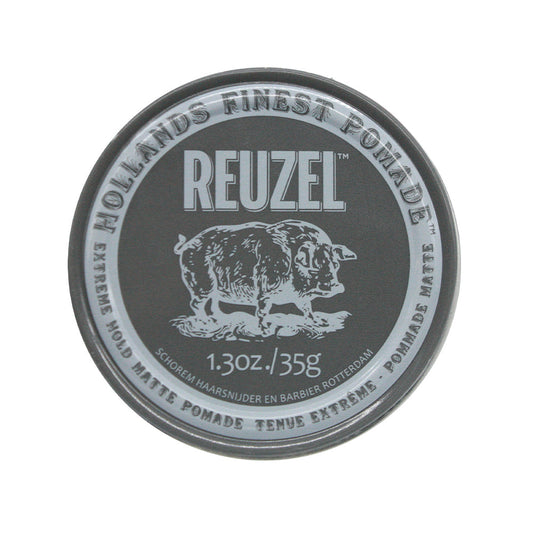 HOLLANDS FINEST POMADE™
REUZEL™
1.3oz./35g
SCHOREM HAARSNIJDER EN BARBIER ROTTERDAM
EXTREME HOLD MATTE POMADE TENUE EXTRÊME - POMMADE MATTE